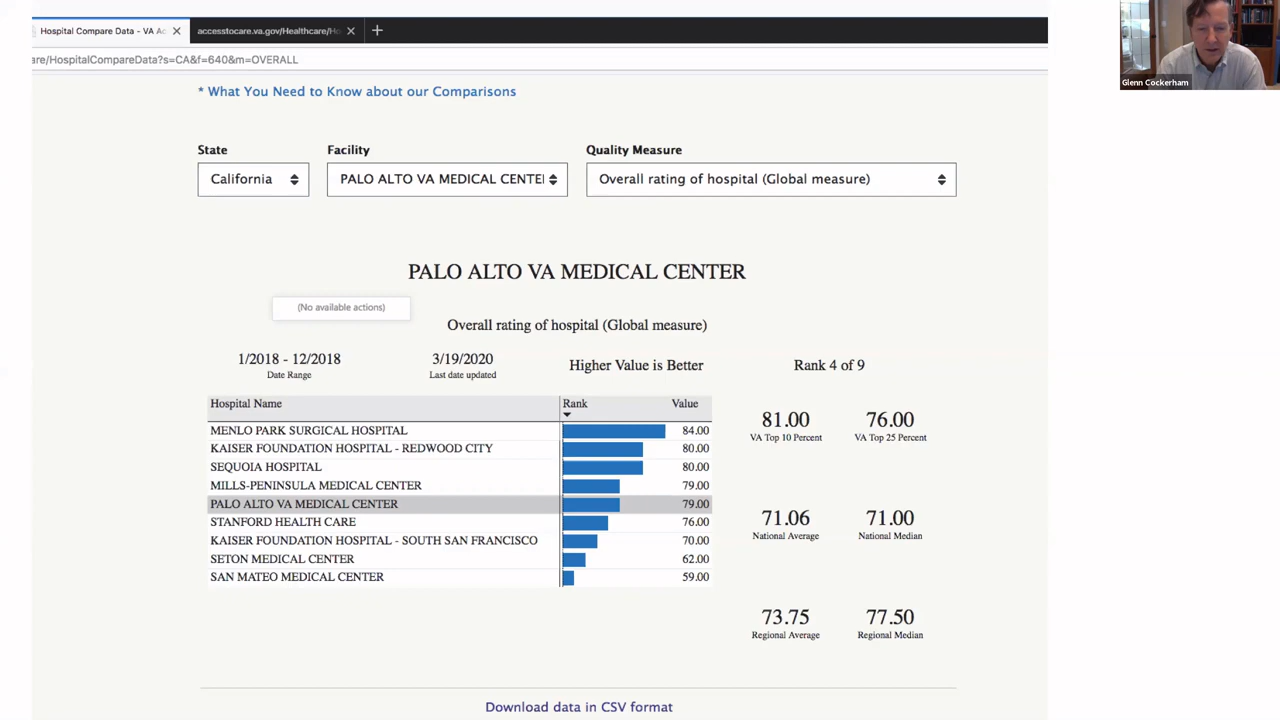 Hospital Compare Data - VA Ac
accesstocare.va.gov/Healthcare/Ho
are/HospitalCompareData?s=CA&f=640&m=OVERALL
Glenn Cockerham
* What You Need to Know about our Comparisons
State Facility Quality Measure
California PALO ALTO VA MEDICAL CENTE Overall rating of hospital (Global measure)
PALO ALTO VA MEDICAL CENTER
(No available actions)
Overall rating of hospital (Global measure)
1/2018 - 12/2018 3/19/2020 Higher Value is Better Rank 4 of 9
Date Range Last date updated
Hospital Name Rank Value
MENLO PARK SURGICAL HOSPITAL 84.00
KAISER FOUNDATION HOSPITAL - REDWOOD CITY 80.00
SEQUOIA HOSPITAL 80.00
MILLS-PENINSULA MEDICAL CENTER 79.00
PALO ALTO VA MEDICAL CENTER 79.00
STANFORD HEALTH CARE 76.00
KAISER FOUNDATION HOSPITAL - SOUTH SAN FRANCISCO 70.00
SETON MEDICAL CENTER 62.00
SAN MATEO MEDICAL CENTER 59.00
81.00 76.00
VA Top 10 Percent VA Top 25 Percent
71.06 71.00
National Average National Median
73.75 77.50
Regional Average Regional Median
Download data in CSV format